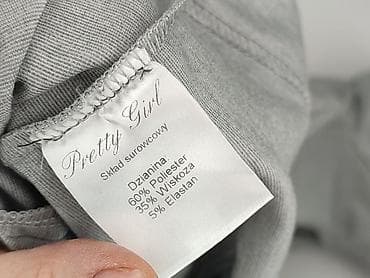 Pretty Girl
Skład surowcowy
Dzianina
60% Poliester
35% Wiskoza
5% Elastan